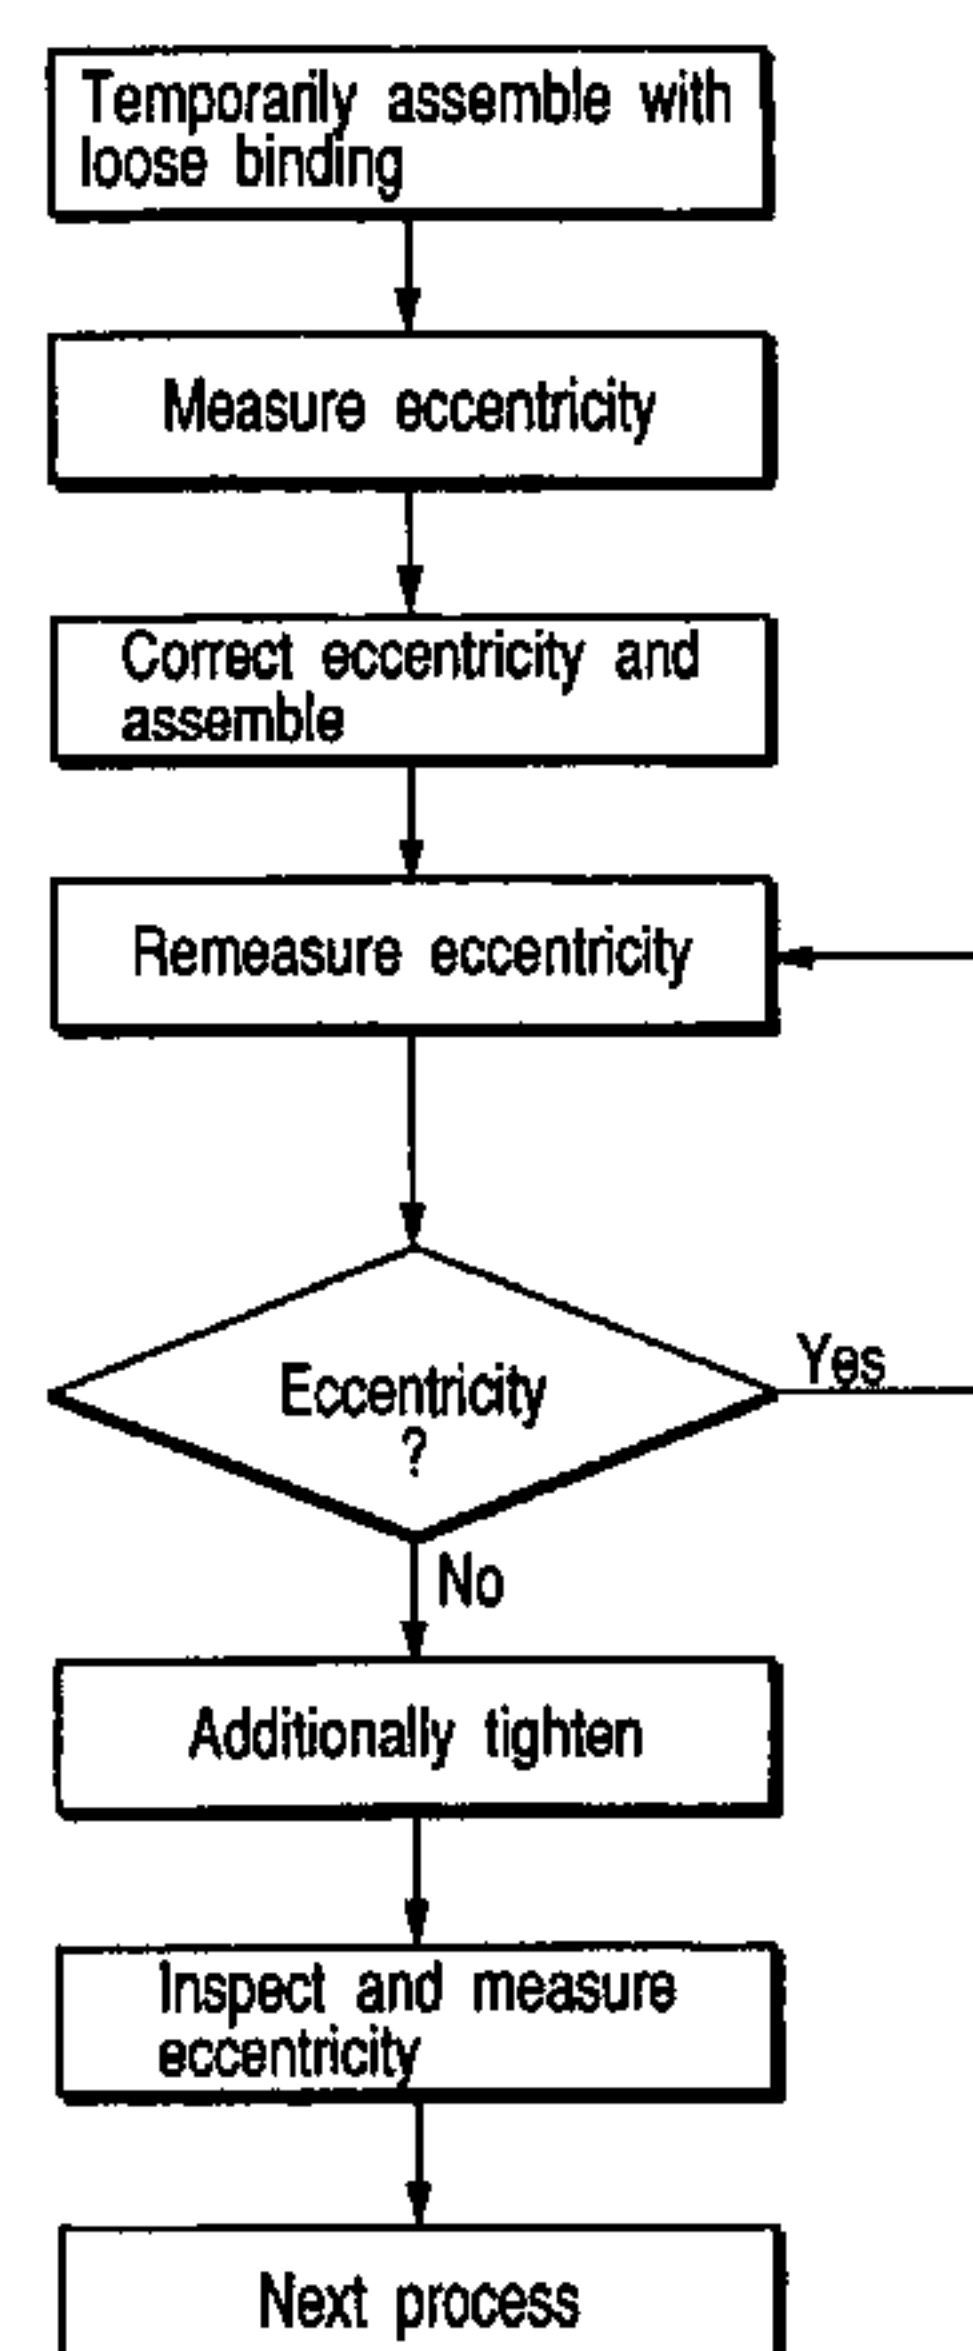 Temporarily assemble with
loose binding
Measure eccentricity
Correct eccentricity and
assemble
Remeasure eccentricity
Eccentricity
?
Yes
No
Additionally tighten
Inspect and measure
eccentricity
Next process